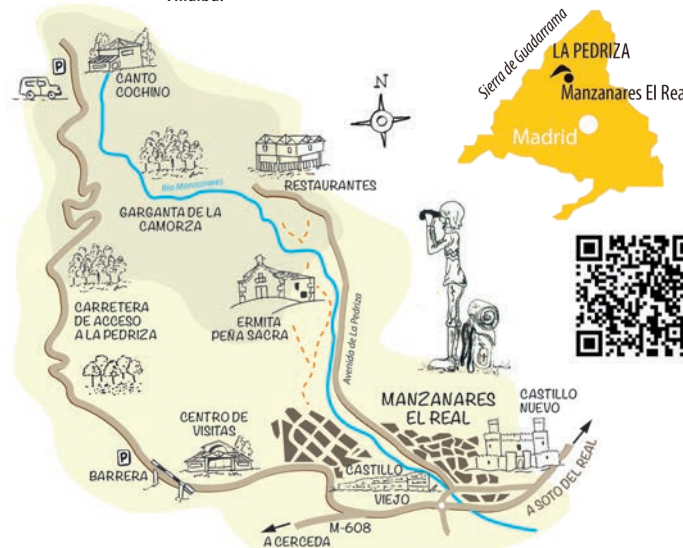 Villalba.
P
CANTO
COCHINO
N
RESTAURANTES
Río Manzanares
GARGANTA DE LA
CAMORZA
CARRETERA
DE ACCESO
A LA PEDRIZA
ERMITA
PEÑA SACRA
Avenida de La Pedriza
MANZANARES
EL REAL
CASTILLO
NUEVO
CENTRO DE
VISITAS
P
BARRERA
CASTILLO
VIEJO
A SOTO DEL REAL
M-608
A CERCEDA
Sierra de Guadarrama
LA PEDRIZA
Manzanares El Rea
Madrid